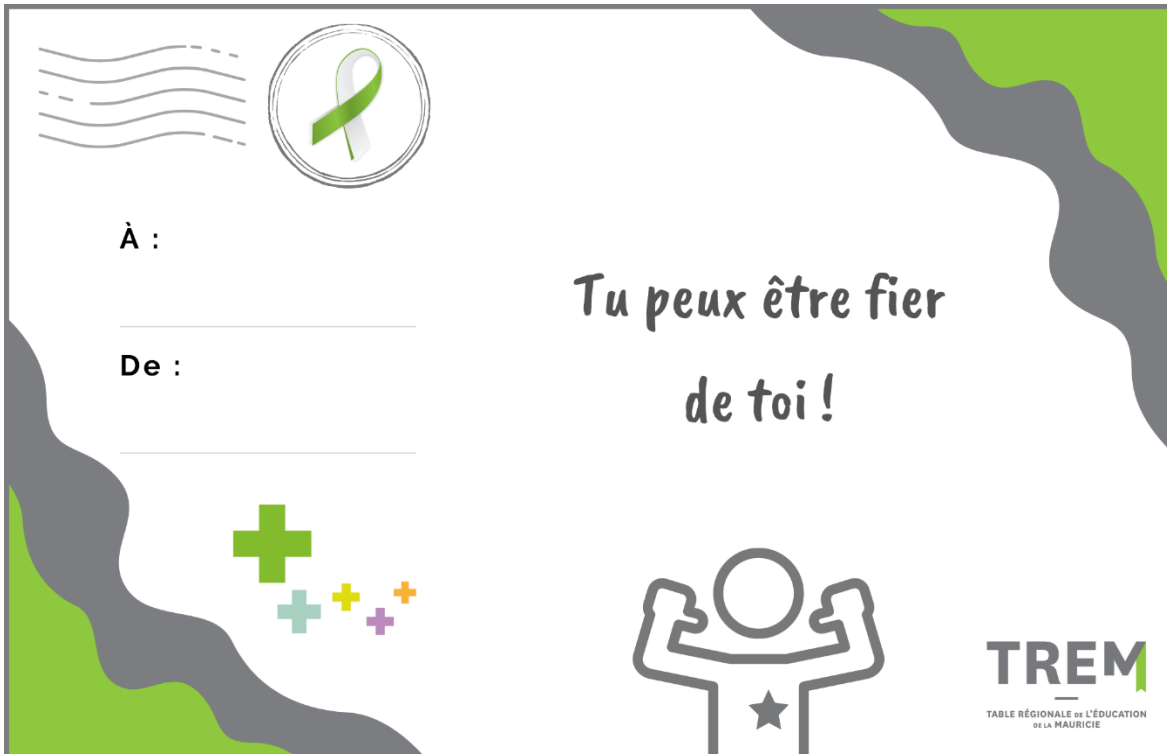 À :
De :
Tu peux être fier
de toi !
TREM
TABLE RÉGIONALE DE L'ÉDUCATION
DE LA MAURICIE